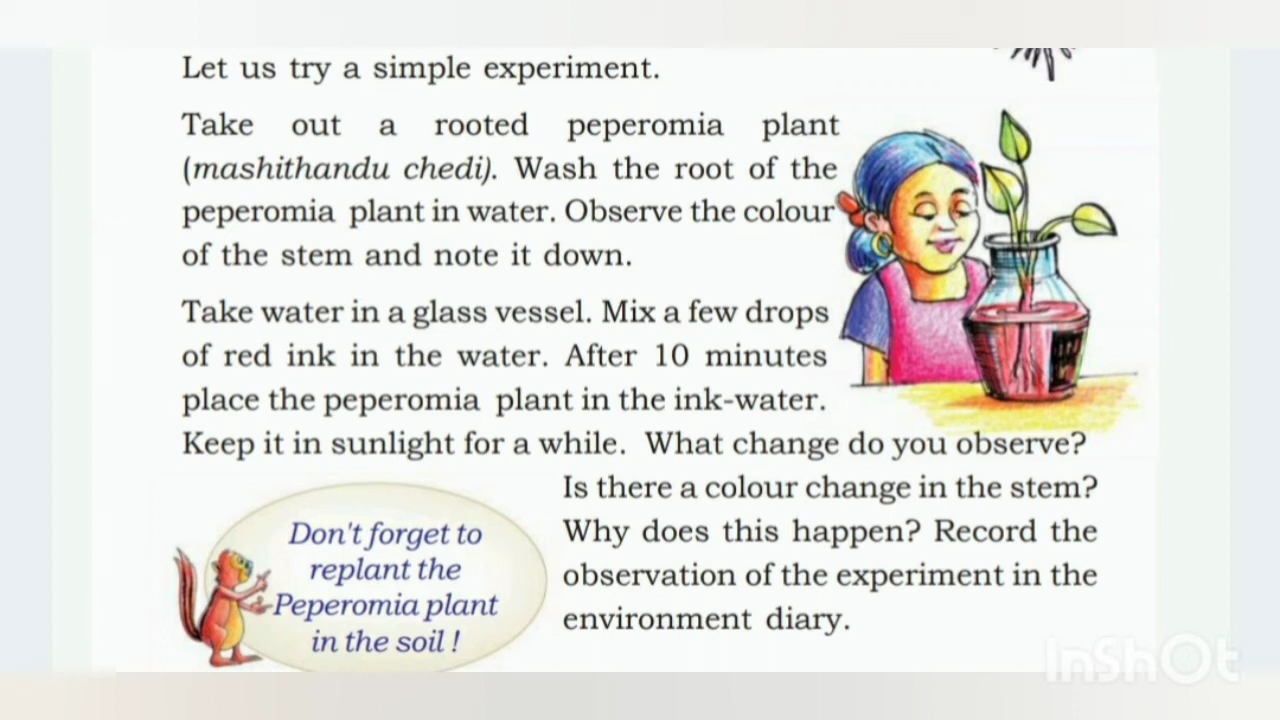 Let us try a simple experiment.
Take out a rooted peperomia plant
(mashithandu chedi). Wash the root of the
peperomia plant in water. Observe the colour
of the stem and note it down.
Take water in a glass vessel. Mix a few drops
of red ink in the water. After 10 minutes
place the peperomia plant in the ink-water.
Keep it in sunlight for a while. What change do you observe?
Is there a colour change in the stem?
Why does this happen? Record the
observation of the experiment in the
environment diary.
Don't forget to
replant the
Peperomia plant
in the soil !
InShOt